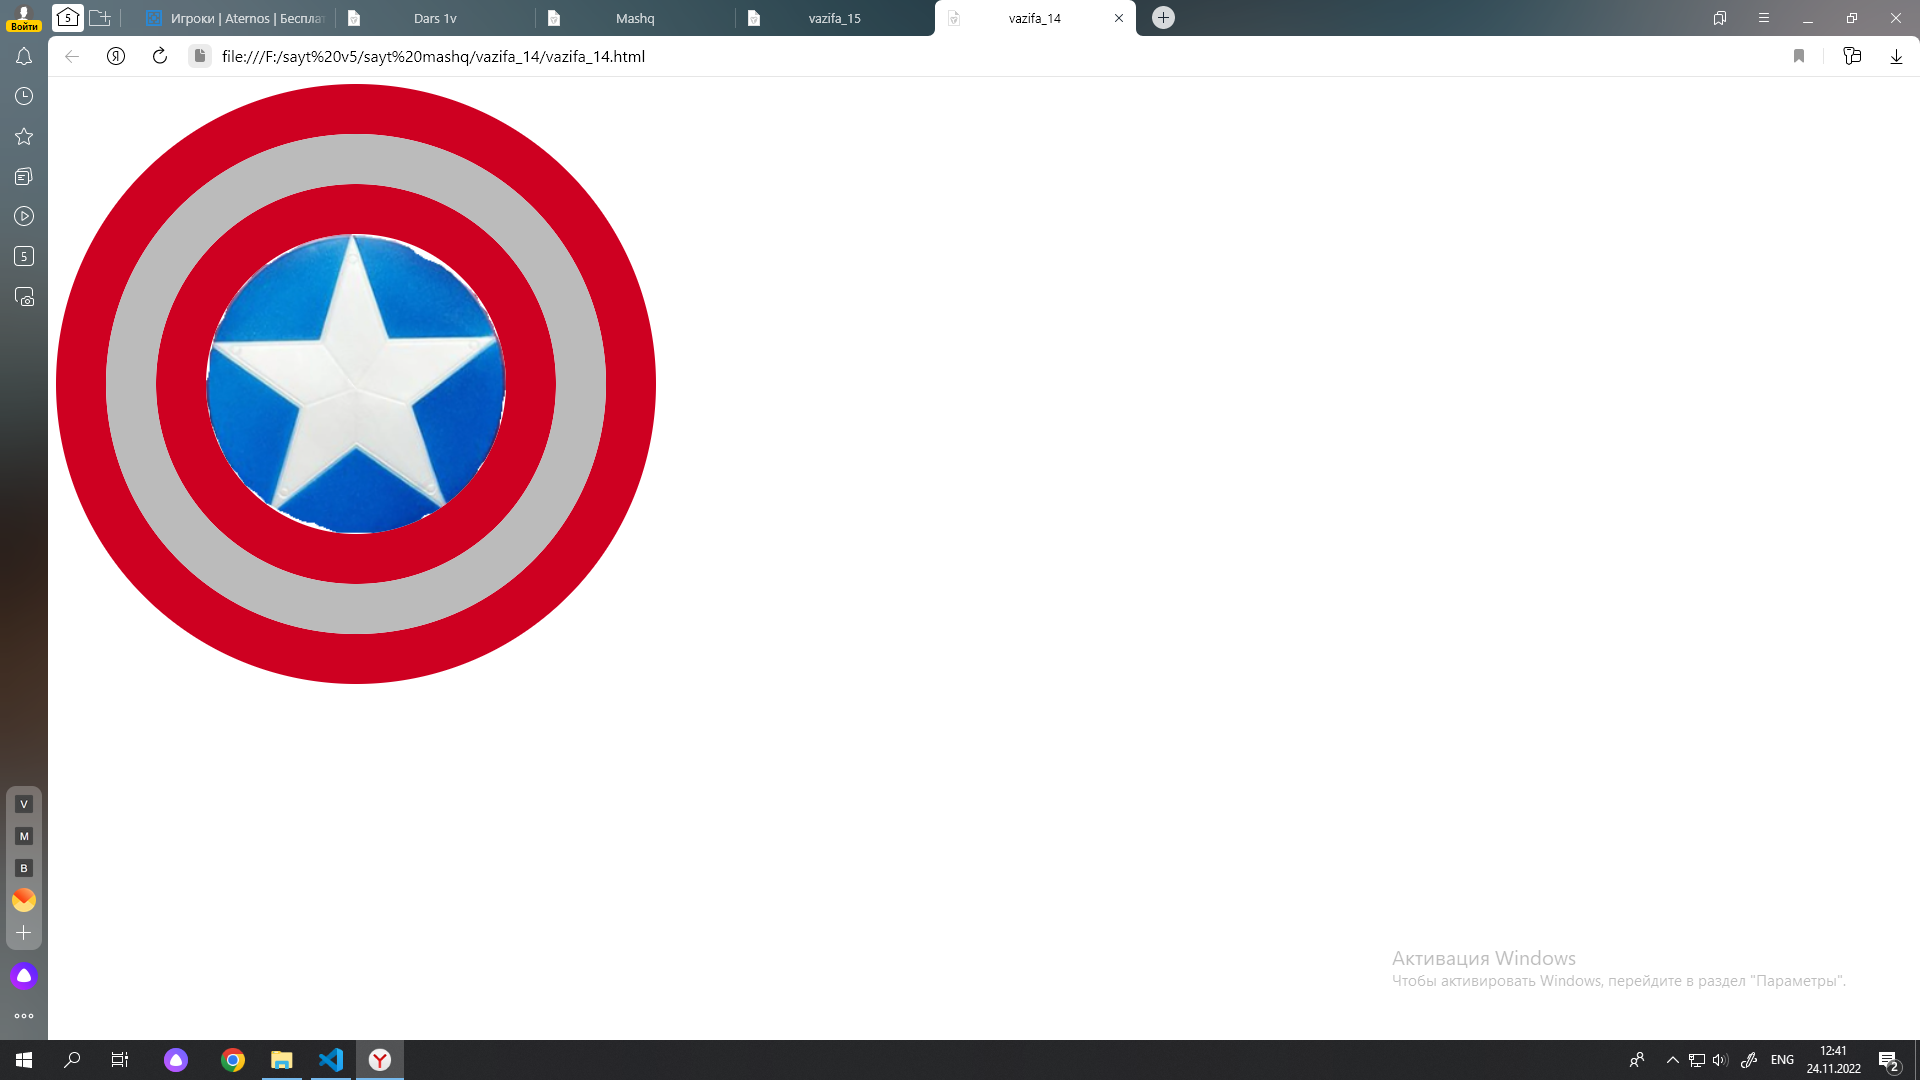 Войти
5
Игроки | Aternos | Бесплат
Dars 1v
Mashq
vazifa_15
vazifa_14
Я
file:///F:/sayt%20v5/sayt%20mashq/vazifa_14/vazifa_14.html
5
V
M
B
Активация Windows
Чтобы активировать Windows, перейдите в раздел "Параметры".
ENG
12:41
24.11.2022
2